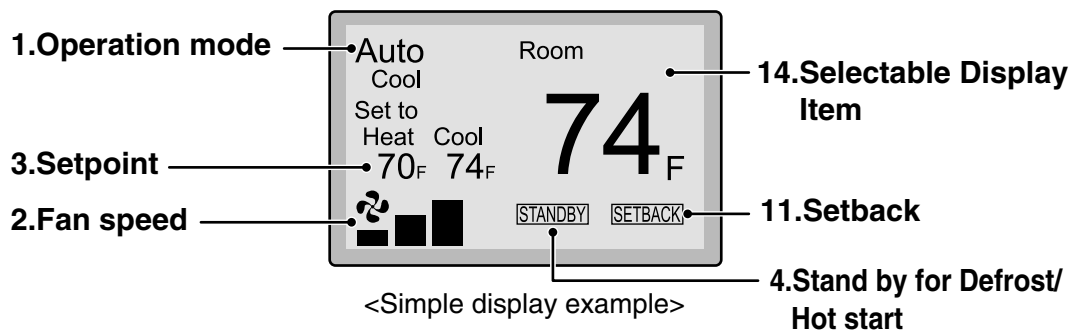 1.Operation mode
Auto
Cool
Room
14.Selectable Display
Item
Set to
Heat Cool
70F 74F
74F
3.Setpoint
2.Fan speed
STANDBY SETBACK
11.Setback
4.Stand by for Defrost/
Hot start
<Simple display example>